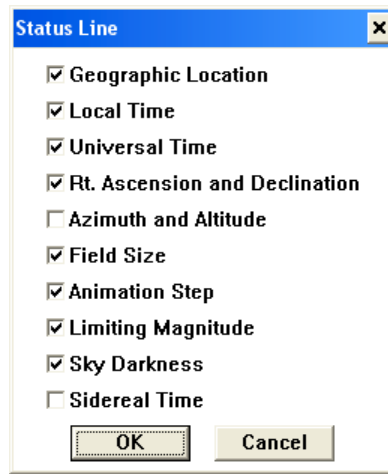 Status Line
Geographic Location
Local Time
Universal Time
Rt. Ascension and Declination
Azimuth and Altitude
Field Size
Animation Step
Limiting Magnitude
Sky Darkness
Sidereal Time
OK Cancel